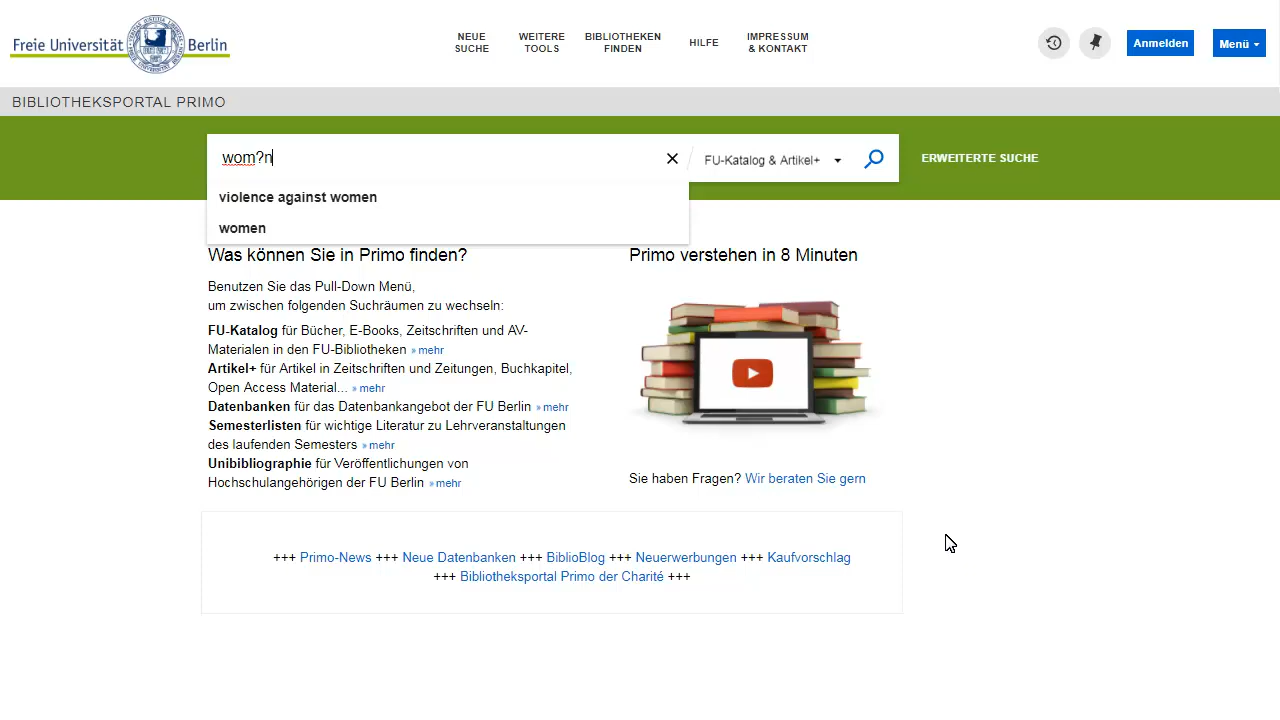 Freie Universität Berlin
NEUE SUCHE
WEITERE TOOLS
BIBLIOTHEKEN FINDEN
HILFE
IMPRESSUM & KONTAKT
Anmelden
Menü
BIBLIOTHEKSPORTAL PRIMO
wom?n
FU-Katalog & Artikel+
ERWEITERTE SUCHE
violence against women
women
Was können Sie in Primo finden?
Benutzen Sie das Pull-Down Menü,
um zwischen folgenden Suchräumen zu wechseln:
FU-Katalog für Bücher, E-Books, Zeitschriften und AV-
Materialen in den FU-Bibliotheken » mehr
Artikel+ für Artikel in Zeitschriften und Zeitungen, Buchkapitel,
Open Access Material... » mehr
Datenbanken für das Datenbankangebot der FU Berlin » mehr
Semesterlisten für wichtige Literatur zu Lehrveranstaltungen
des laufenden Semesters » mehr
Unibibliographie für Veröffentlichungen von
Hochschulangehörigen der FU Berlin » mehr
Primo verstehen in 8 Minuten
Sie haben Fragen? Wir beraten Sie gern
+++ Primo-News +++ Neue Datenbanken +++ BiblioBlog +++ Neuerwerbungen +++ Kaufvorschlag
+++ Bibliotheksportal Primo der Charité +++